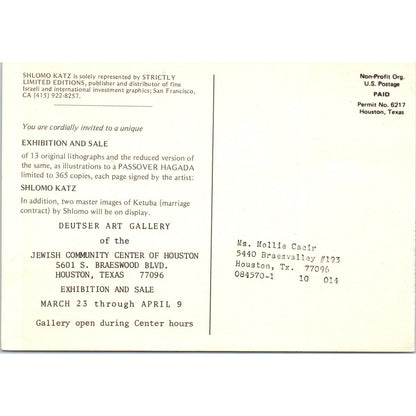 SHLOMO KATZ is solely represented by STRICTLY
LIMITED EDITIONS, publisher and distributor of fine
Israeli and international investment graphics; San Francisco,
CA (415) 922-8257.
You are cordially invited to a unique
EXHIBITION AND SALE
of 13 original lithographs and the reduced version of
the same, as illustrations to a PASSOVER HAGADA
limited to 365 copies, each page signed by the artist:
SHLOMO KATZ
In addition, two master images of Ketuba (marriage
contract) by Shlomo will be on display.
DEUTSER ART GALLERY
of the
JEWISH COMMUNITY CENTER OF HOUSTON
5601 S. BRAESWOOD BLVD.
HOUSTON, TEXAS 77096
EXHIBITION AND SALE
MARCH 23 through APRIL 9
Gallery open during Center hours
Non-Profit Org.
U.S. Postage
PAID
Permit No. 6217
Houston, Texas
Ms. Mollie Cacir
5440 Braesvalley #193
Houston, Tx. 77096
084570-1 10 014